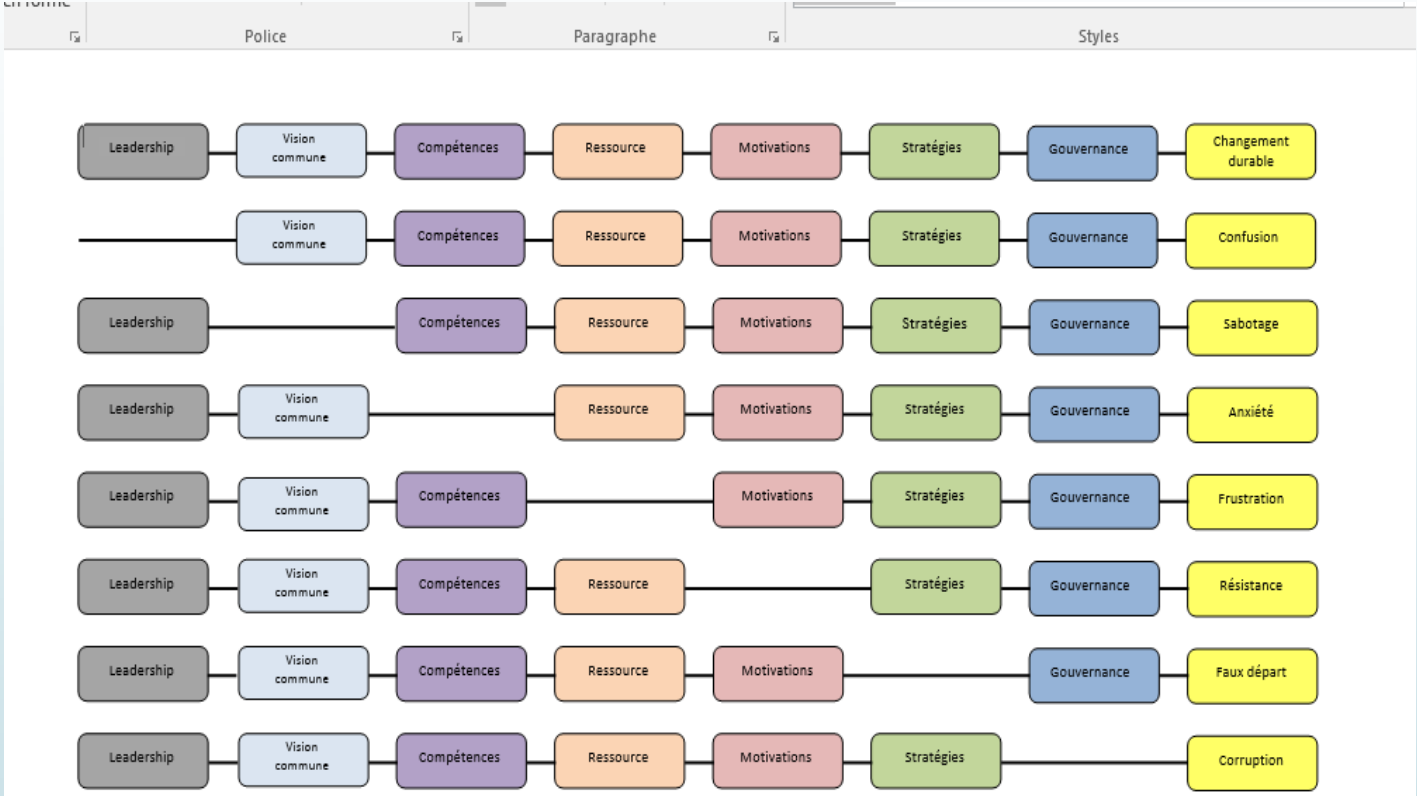 Police Paragraphe Styles
Leadership Vision commune Compétences Ressource Motivations Stratégies Gouvernance Changement durable
Vision commune Compétences Ressource Motivations Stratégies Gouvernance Confusion
Leadership Compétences Ressource Motivations Stratégies Gouvernance Sabotage
Leadership Vision commune Ressource Motivations Stratégies Gouvernance Anxiété
Leadership Vision commune Compétences Motivations Stratégies Gouvernance Frustration
Leadership Vision commune Compétences Ressource Stratégies Gouvernance Résistance
Leadership Vision commune Compétences Ressource Motivations Gouvernance Faux départ
Leadership Vision commune Compétences Ressource Motivations Stratégies Corruption